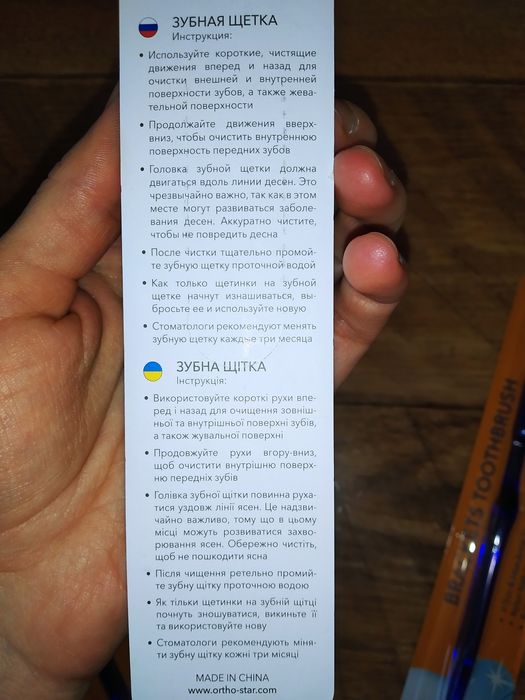 ЗУБНАЯ ЩЕТКА
Инструкция:
• Используйте короткие, чистящие
движения вперед и назад для
очистки внешней и внутренней
поверхности зубов, а также жева-
тельной поверхности
• Продолжайте движения вверх-
вниз, чтобы очистить внутреннюю
поверхность передних зубов
• Головка зубной щетки должна
двигаться вдоль линии десен. Это
чрезвычайно важно, так как в этом
месте могут развиваться заболе-
вания десен. Аккуратно чистите,
чтобы не повредить десна
• После чистки тщательно промой-
те зубную щетку проточной водой
• Как только щетинки на зубной
щетке начнут изнашиваться, вы-
бросьте ее и используйте новую
• Стоматологи рекомендуют менять
зубную щетку каждые три месяца
ЗУБНА ЩІТКА
Інструкція:
• Використовуйте короткі рухи впе-
ред і назад для очищення зовніш-
ньої та внутрішньої поверхні зубів,
а також жувальної поверхні
• Продовжуйте рухи вгору-вниз,
щоб очистити внутрішню поверх-
ню передніх зубів
• Голівка зубної щітки повинна руха-
тися уздовж лінії ясен. Це надзви-
чайно важливо, тому що в цьому
місці можуть розвиватися захво-
рювання ясен. Обережно чистіть,
щоб не пошкодити ясна
• Після чищення ретельно промий-
те зубну щітку проточною водою
• Як тільки щетинки на зубній щітці
почнуть зношуватися, викиньте її
та використовуйте нову
• Стоматологи рекомендують міня-
ти зубну щітку кожні три місяці
MADE IN CHINA
www.ortho-star.com
TOOTHBRUSH